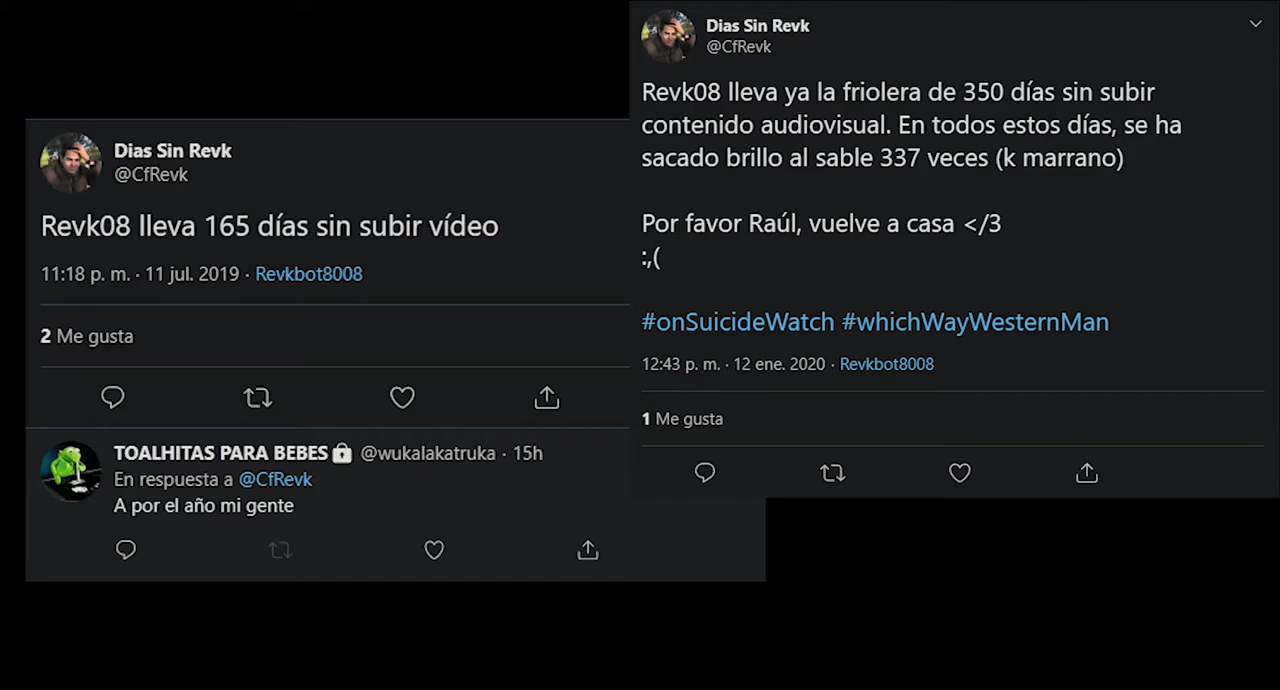 Dias Sin Revk
@CfRevk
Revk08 lleva 165 días sin subir vídeo
11:18 p. m. · 11 jul. 2019 · Revkbot8008
2 Me gusta
TOALHITAS PARA BEBES @wukalakatruka · 15h
En respuesta a @CfRevk
A por el año mi gente
Dias Sin Revk
@CfRevk
Revk08 lleva ya la friolera de 350 días sin subir
contenido audiovisual. En todos estos días, se ha
sacado brillo al sable 337 veces (k marrano)
Por favor Raúl, vuelve a casa </3
:,(
#onSuicideWatch #whichWayWesternMan
12:43 p. m. · 12 ene. 2020 · Revkbot8008
1 Me gusta